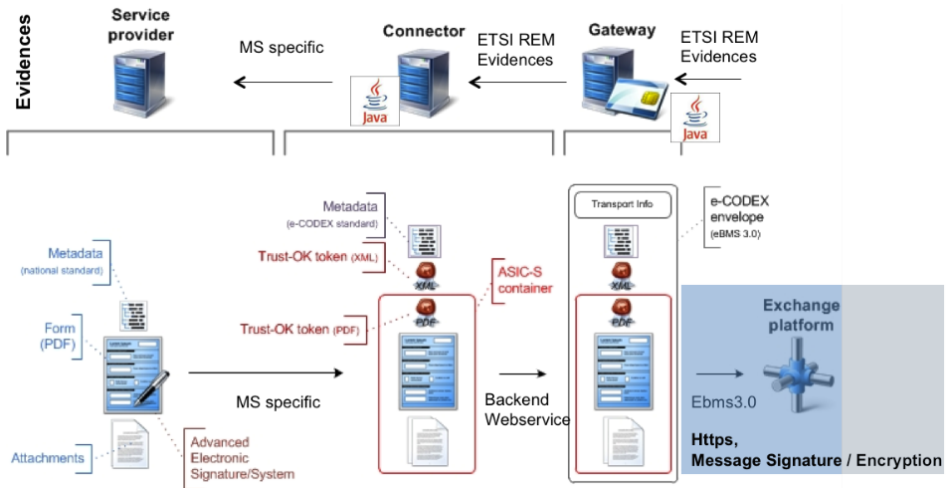 Evidences
Service
provider
MS specific
Connector
ETSI REM
Evidences
Gateway
ETSI REM
Evidences
Java
Java
Metadata
(national standard)
Form
(PDF)
Attachments
Advanced
Electronic
Signature/System
MS specific
Metadata
(e-CODEX standard)
Trust-OK token (XML)
XML
Trust-OK token (PDF)
PDF
ASIC-S
container
Backend
Webservice
Transport Info
XML
PDF
e-CODEX
envelope
(eBMS 3.0)
Exchange
platform
Ebms3.0
Https,
Message Signature / Encryption